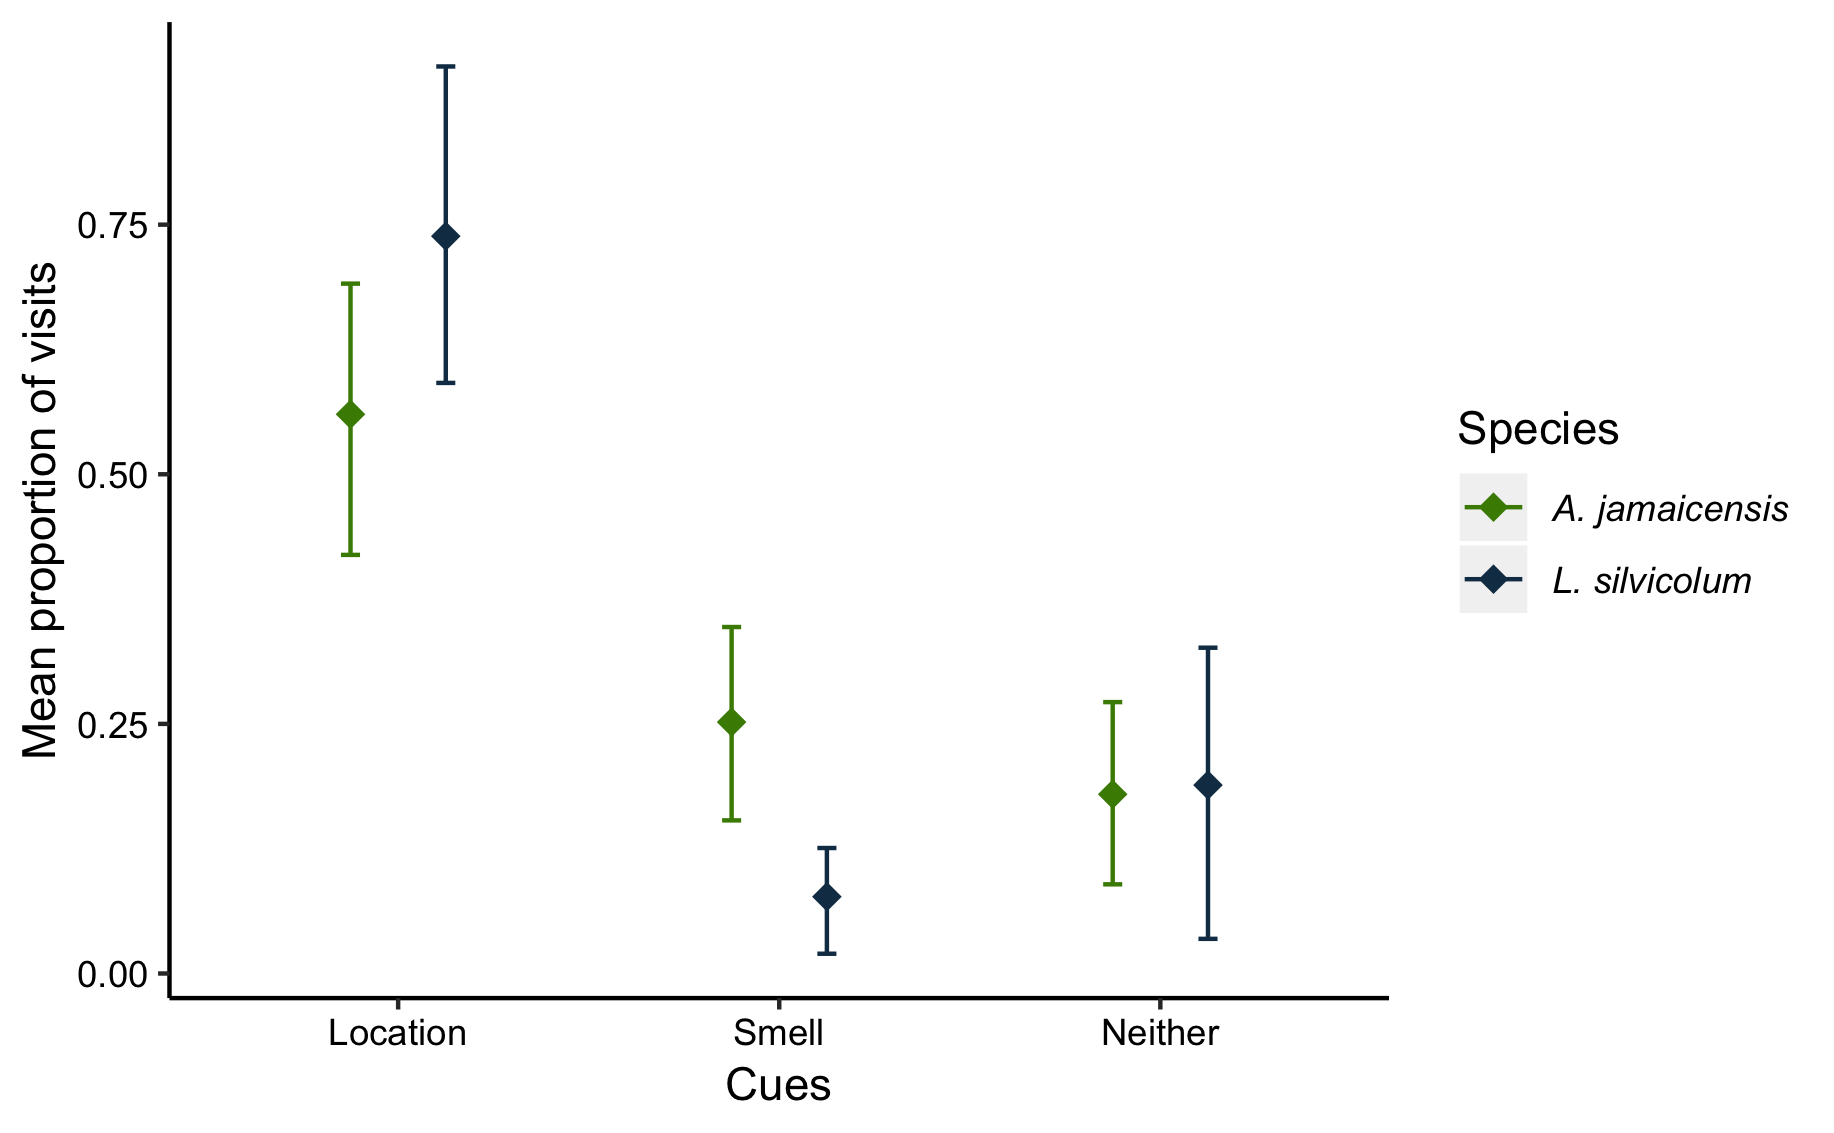 Mean proportion of visits
0.75
0.50
0.25
0.00
Location
Smell
Neither
Cues
Species
A. jamaicensis
L. silvicolum